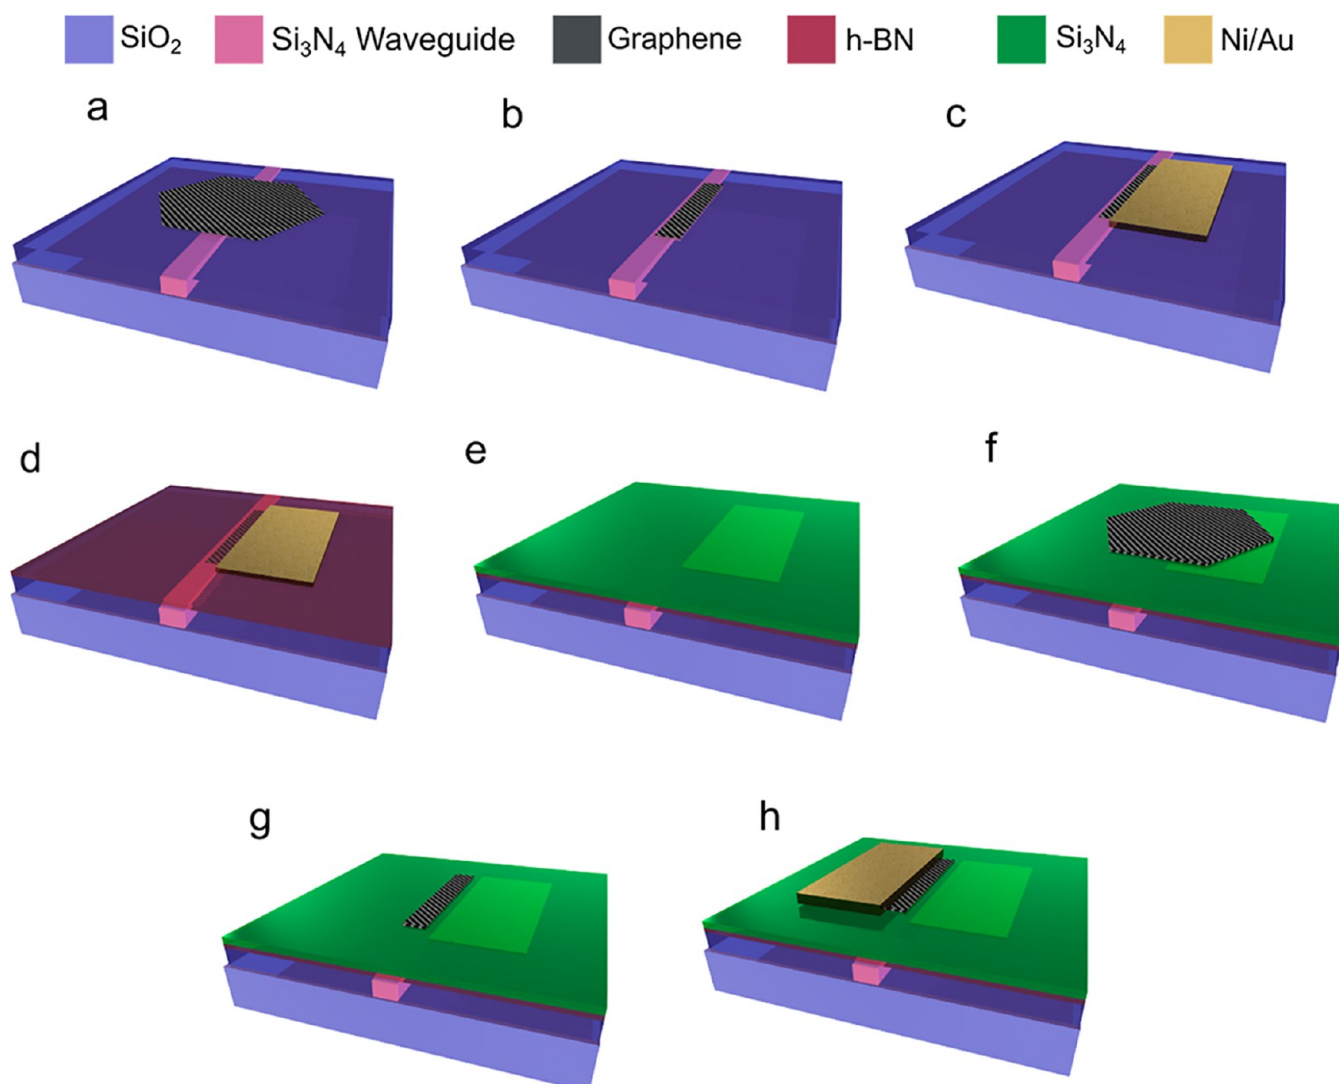 SiO₂ Si₃N₄ Waveguide Graphene h-BN Si₃N₄ Ni/Au
a b c
d e f
g h